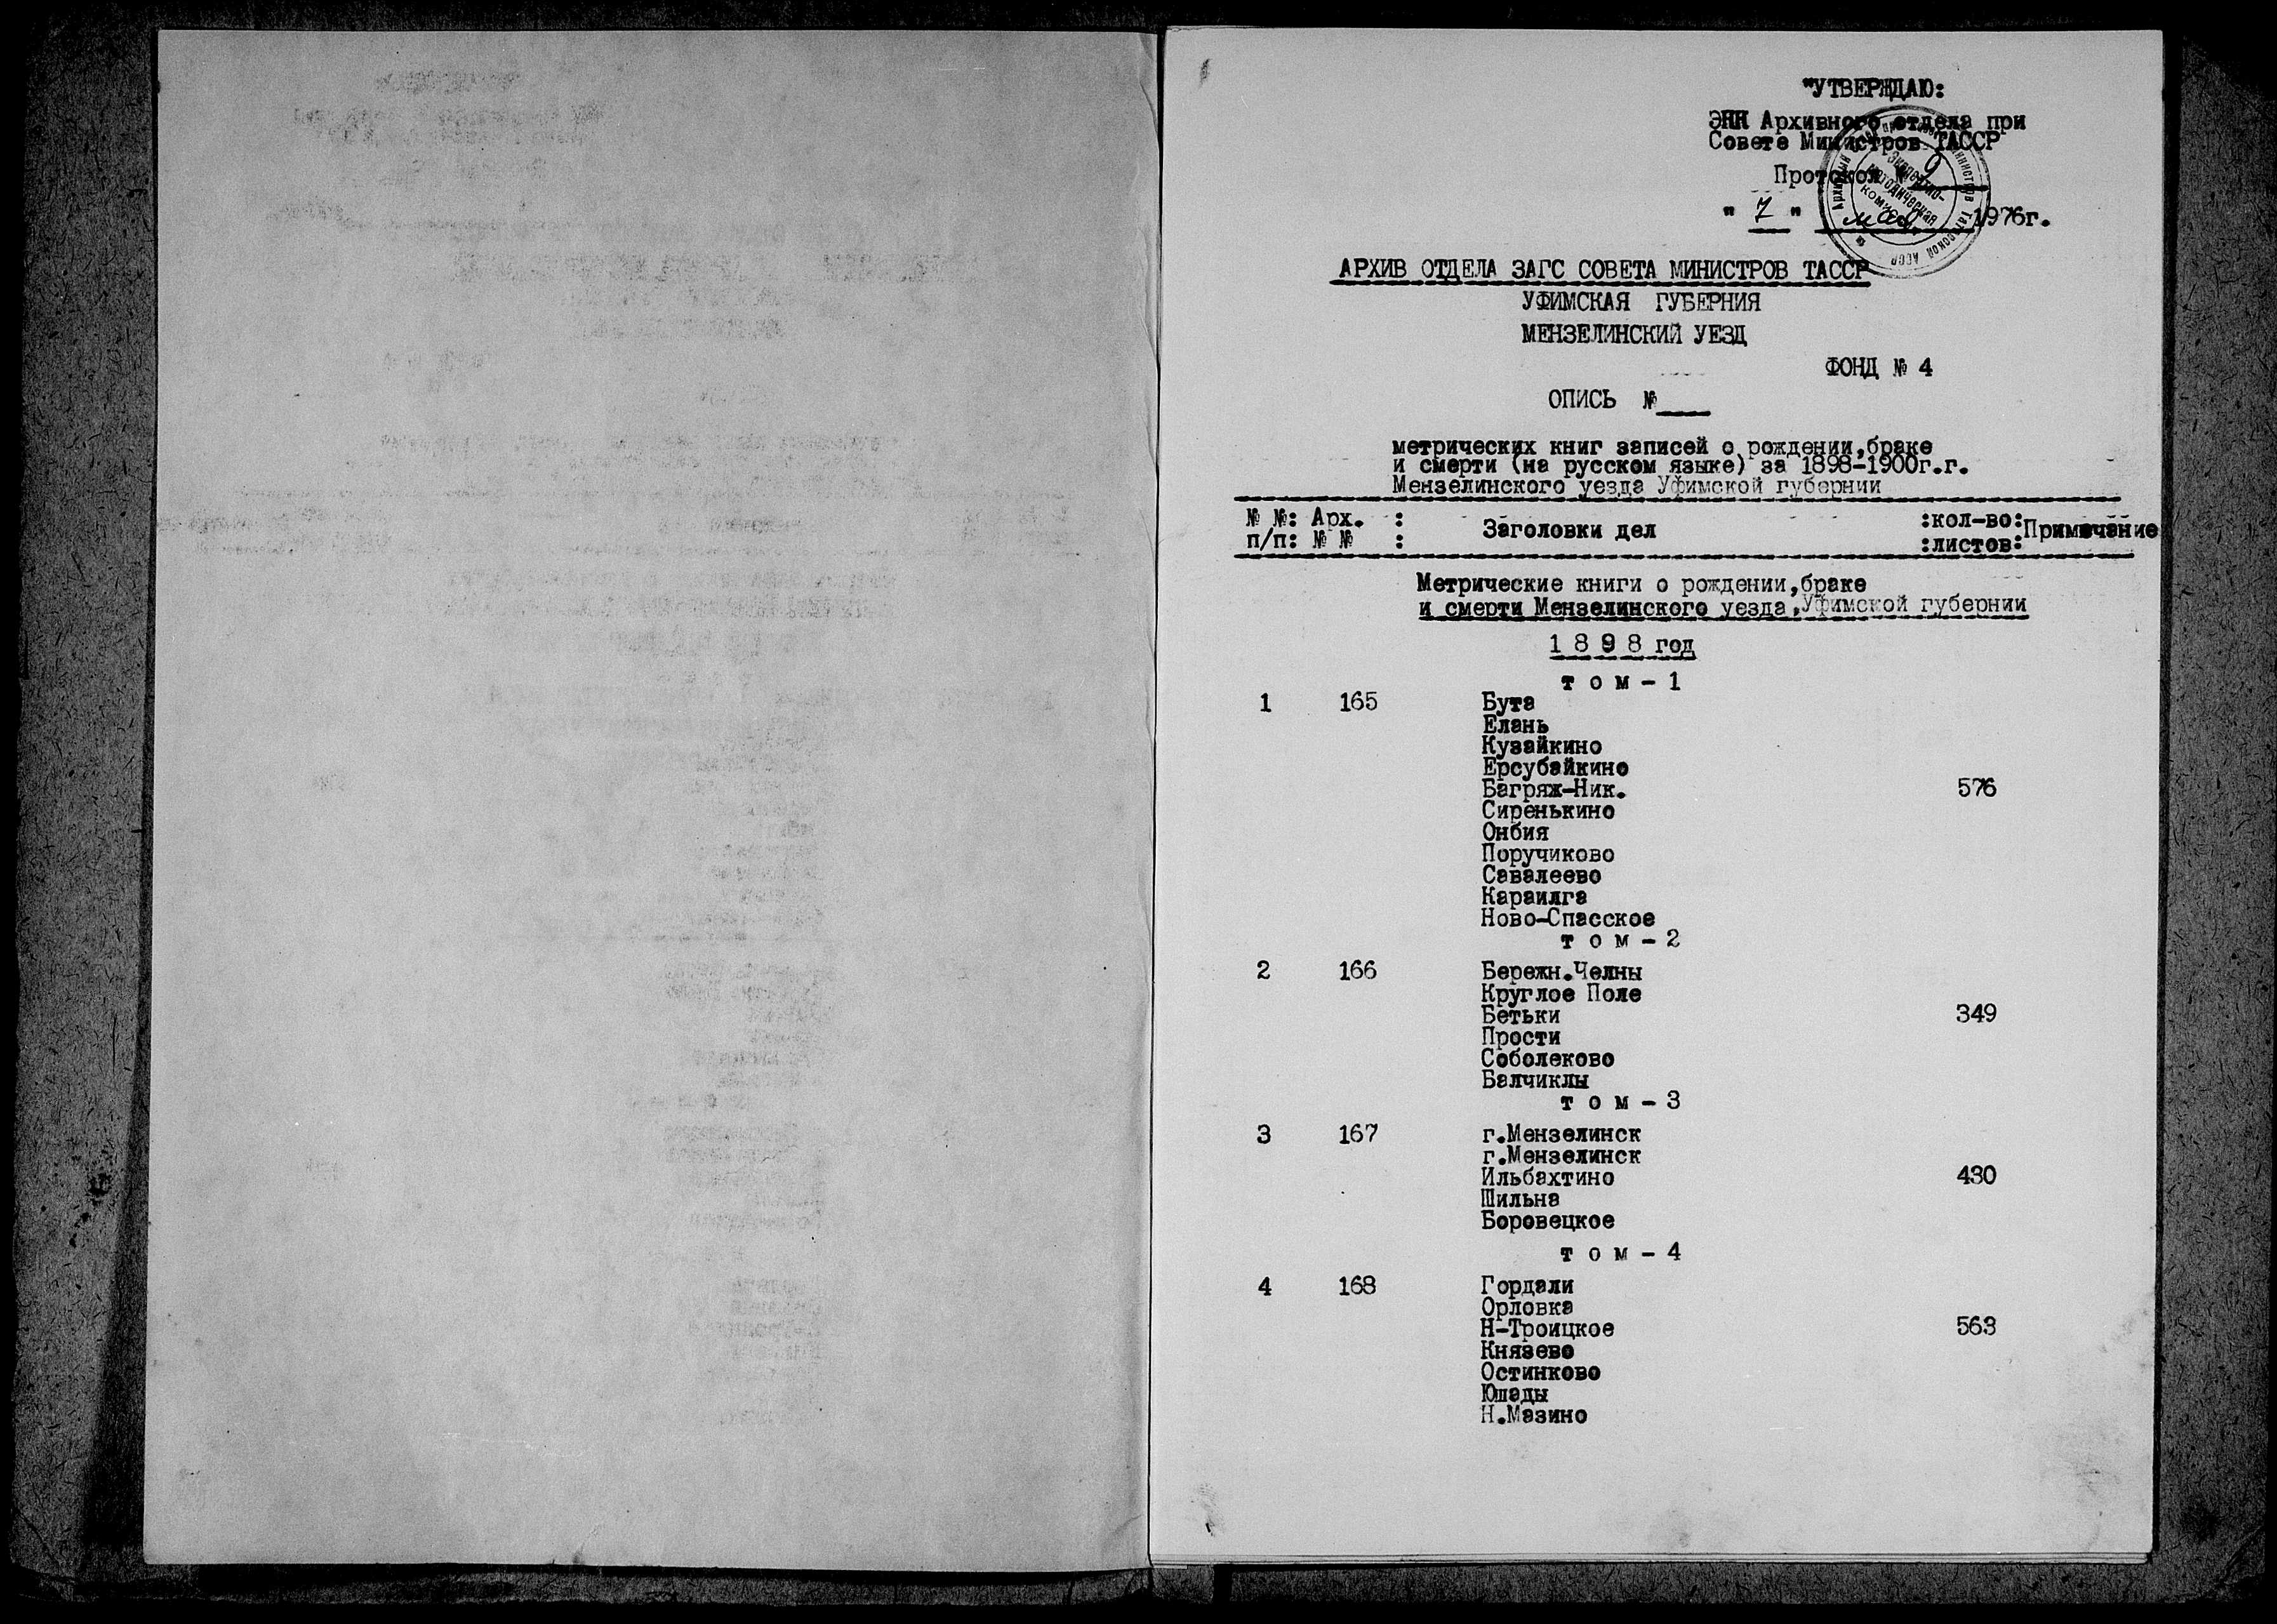 "УТВЕРЖДАЮ:
ЭПК Архивного отдела при
Совете Министров ТАССР
Протокол № 9
" 7 " мая 1976г.
АРХИВ ОТДЕЛА ЗАГС СОВЕТА МИНИСТРОВ ТАССР
УФИМСКАЯ ГУБЕРНИЯ
МЕНЗЕЛИНСКИЙ УЕЗД
ФОНД № 4
ОПИСЬ №
метрических книг записей о рождении,браке
и смерти (на русском языке) за 1898-1900г.г.
Мензелинского уезда Уфимской губернии
№ №: Арх. : Заголовки дел :кол-во:Примечание
п/п: № № : :листов:
Метрические книги о рождении,браке
и смерти Мензелинского уезда,Уфимской губернии
1 8 9 8 год
т о м - 1
1 165 Бута
Елань
Кузайкино
Ерсубайкино
Багряж-Ник. 576
Сиренькино
Онбия
Поручиково
Савалеево
Караилга
Ново-Спасское
т о м - 2
2 166 Бережн.Челны
Круглое Поле
Бетьки 349
Прости
Соболеково
Балчиклы
т о м - 3
3 167 г.Мензелинск
г.Мензелинск
Ильбахтино 430
Шильна
Боровецкое
т о м - 4
4 168 Гордали
Орловка
Н-Троицкое 563
Князево
Остинково
Юшады
Н.Мазино